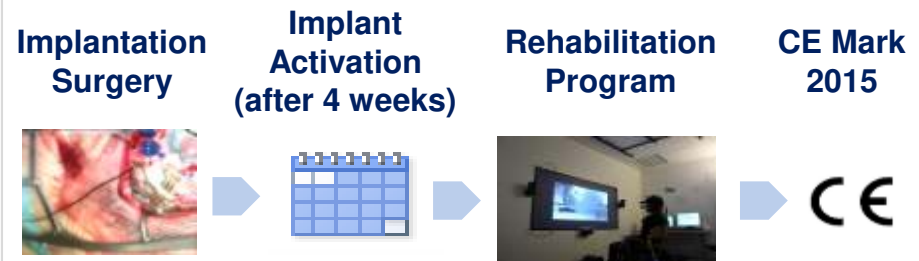 Implantation
Surgery
Implant
Activation
(after 4 weeks)
Rehabilitation
Program
CE Mark
2015
CE